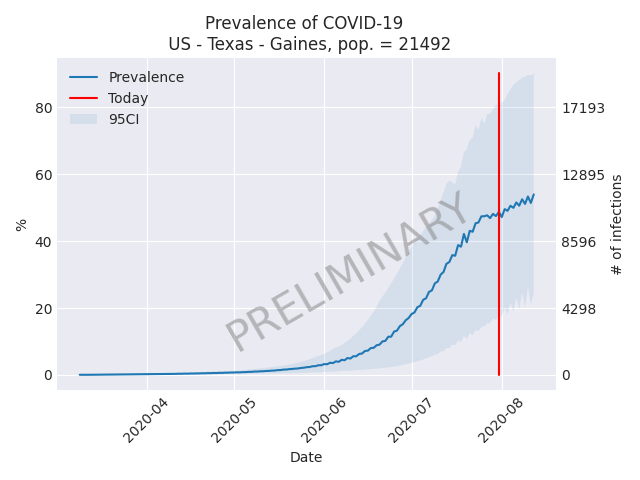 Prevalence of COVID-19
US - Texas - Gaines, pop. = 21492
Prevalence
Today
95CI
80
60
40
20
0
%
17193
12895
8596
4298
0
# of infections
PRELIMINARY
2020-04
2020-05
2020-06
2020-07
2020-08
Date